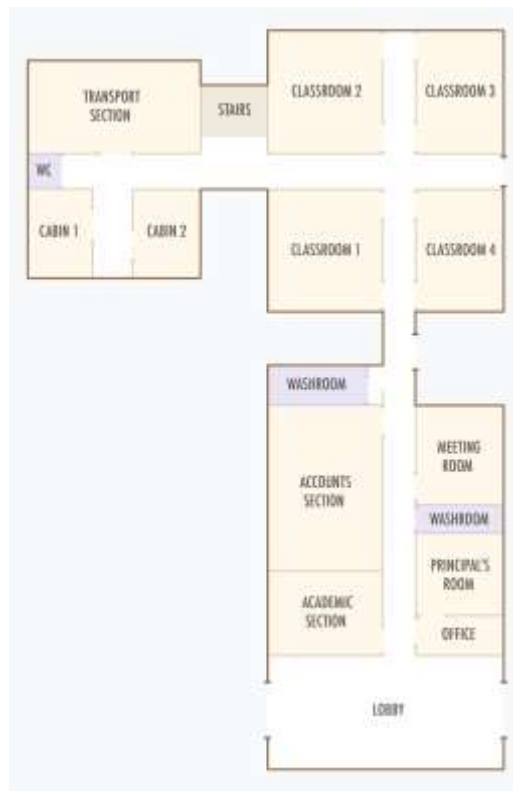 CLASSROOM 2
CLASSROOM 3
TRANSPORT
SECTION
STAIRS
WC
CABIN 1
CABIN 2
CLASSROOM 1
CLASSROOM 4
WASHROOM
MEETING
ROOM
ACCOUNTS
SECTION
WASHROOM
PRINCIPAL'S
ROOM
ACADEMIC
SECTION
OFFICE
LOBBY